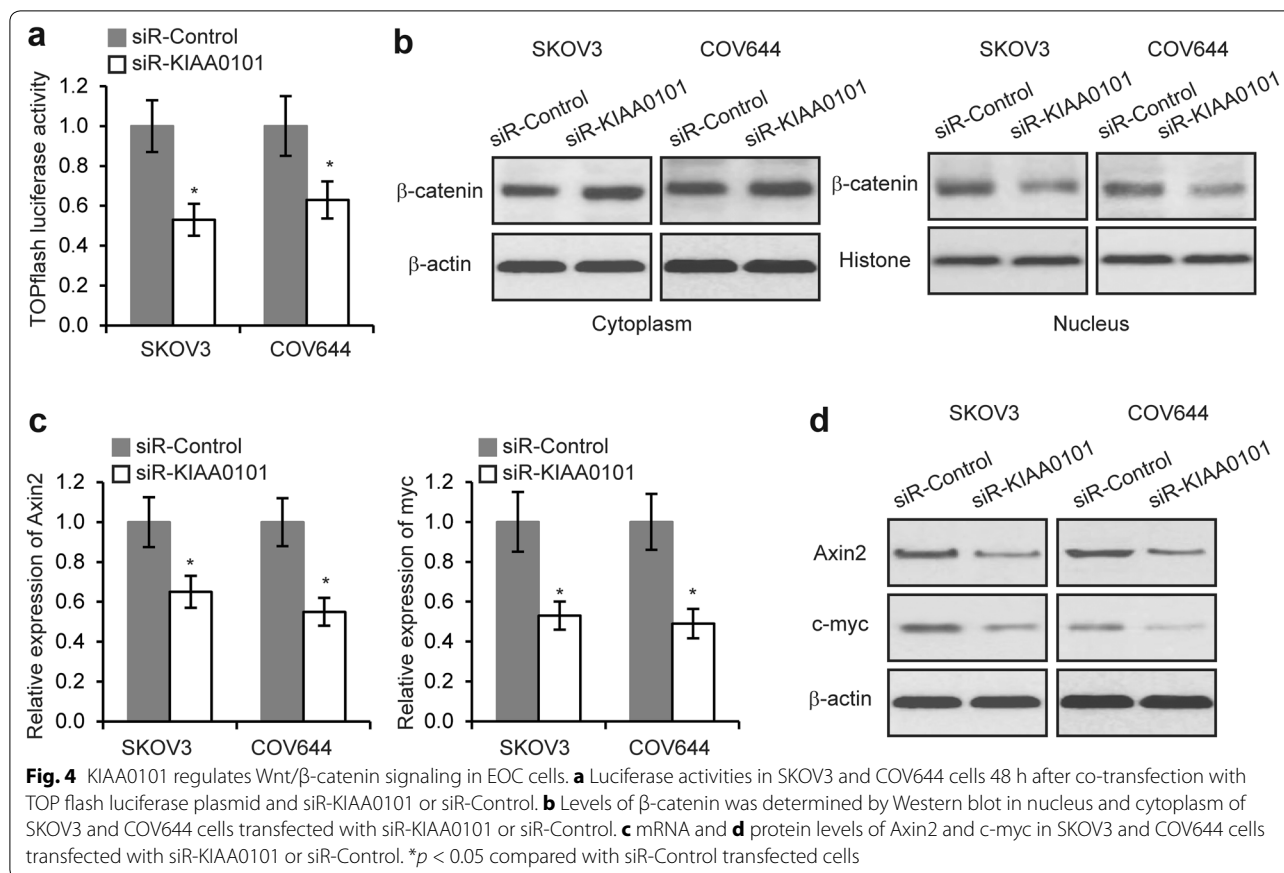 a
siR-Control
siR-KIAA0101
TOPflash luciferase activity
1.2
1.0
0.8
0.6
0.4
0.2
0.0
*
*
SKOV3
COV644
b
SKOV3
COV644
SKOV3
COV644
siR-Control
siR-KIAA0101
siR-Control
siR-KIAA0101
siR-Control
siR-KIAA0101
siR-Control
siR-KIAA0101
β-catenin
β-actin
Cytoplasm
β-catenin
Histone
Nucleus
c
siR-Control
siR-KIAA0101
Relative expression of Axin2
1.2
1.0
0.8
0.6
0.4
0.2
0.0
*
*
SKOV3
COV644
siR-Control
siR-KIAA0101
Relative expression of myc
1.2
1.0
0.8
0.6
0.4
0.2
0.0
*
*
SKOV3
COV644
d
SKOV3
COV644
siR-Control
siR-KIAA0101
siR-Control
siR-KIAA0101
Axin2
c-myc
β-actin
Fig. 4 KIAA0101 regulates Wnt/β-catenin signaling in EOC cells. a Luciferase activities in SKOV3 and COV644 cells 48 h after co-transfection with
TOP flash luciferase plasmid and siR-KIAA0101 or siR-Control. b Levels of β-catenin was determined by Western blot in nucleus and cytoplasm of
SKOV3 and COV644 cells transfected with siR-KIAA0101 or siR-Control. c mRNA and d protein levels of Axin2 and c-myc in SKOV3 and COV644 cells
transfected with siR-KIAA0101 or siR-Control. *p < 0.05 compared with siR-Control transfected cells